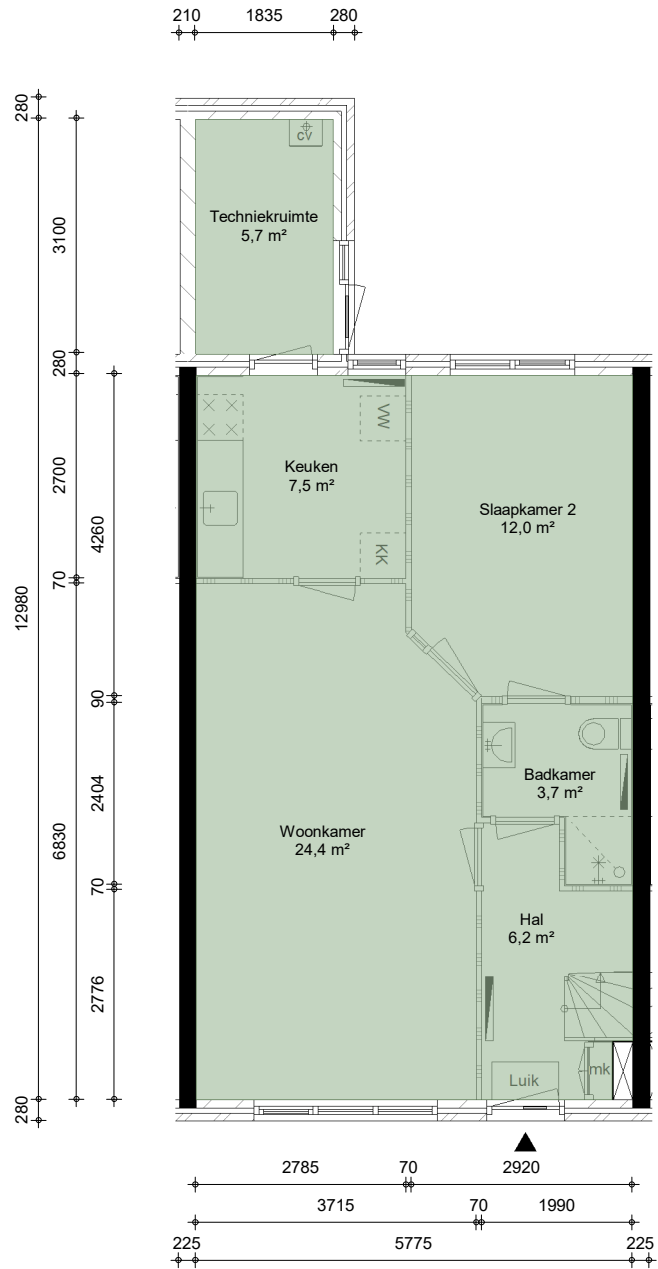 210 1835 280
280
3100
280
2700
4260
70
12980
90
2404
6830
70
2776
280
cv
Techniekruimte
5,7 m²
VW
Keuken
7,5 m²
Slaapkamer 2
12,0 m²
KK
Badkamer
3,7 m²
Woonkamer
24,4 m²
Hal
6,2 m²
mk
Luik
2785 70 2920
3715 70 1990
225 5775 225